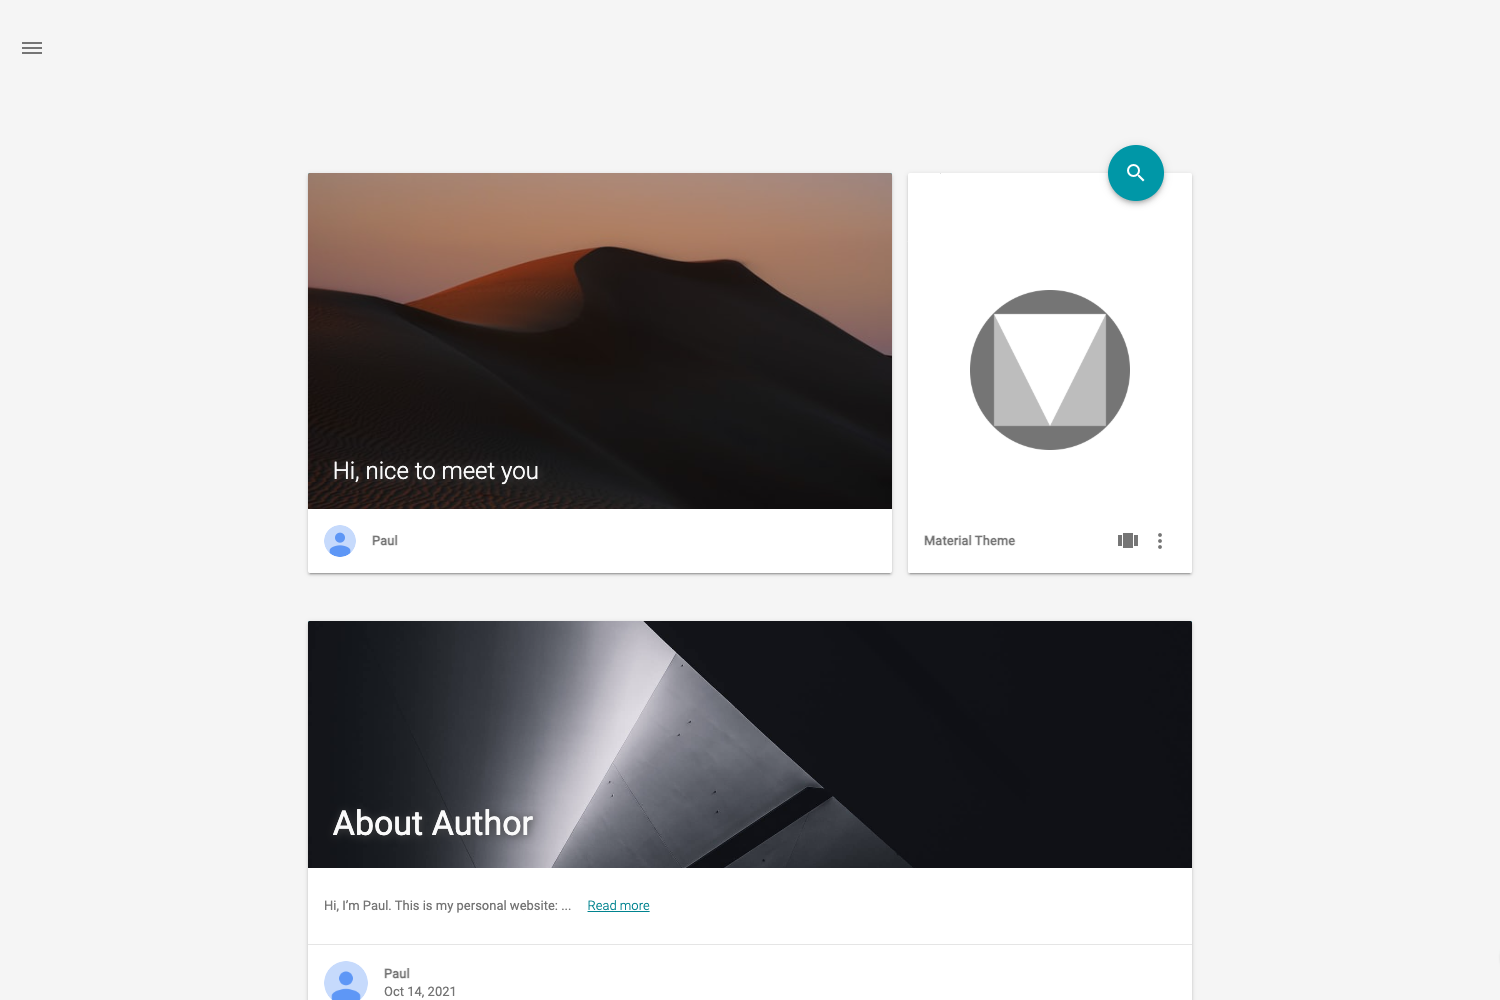 Hi, nice to meet you
Paul
Material Theme
About Author
Hi, I’m Paul. This is my personal website: ... Read more
Paul
Oct 14, 2021